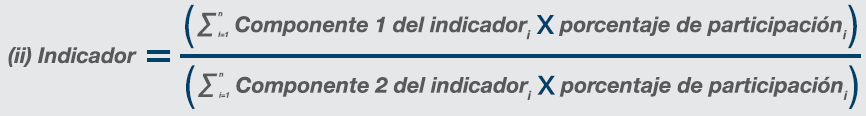 (∑ⁿᵢ₌₁ Componente 1 del indicadorᵢ X porcentaje de participaciónᵢ)
(ii) Indicador =
(∑ⁿᵢ₌₁ Componente 2 del indicadorᵢ X porcentaje de participaciónᵢ)